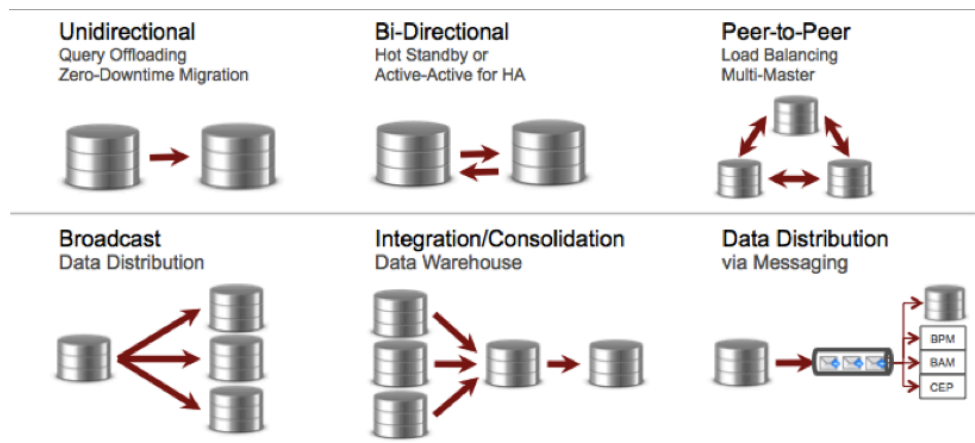 Unidirectional
Query Offloading
Zero-Downtime Migration
Bi-Directional
Hot Standby or
Active-Active for HA
Peer-to-Peer
Load Balancing
Multi-Master
Broadcast
Data Distribution
Integration/Consolidation
Data Warehouse
Data Distribution
via Messaging
BPM
BAM
CEP